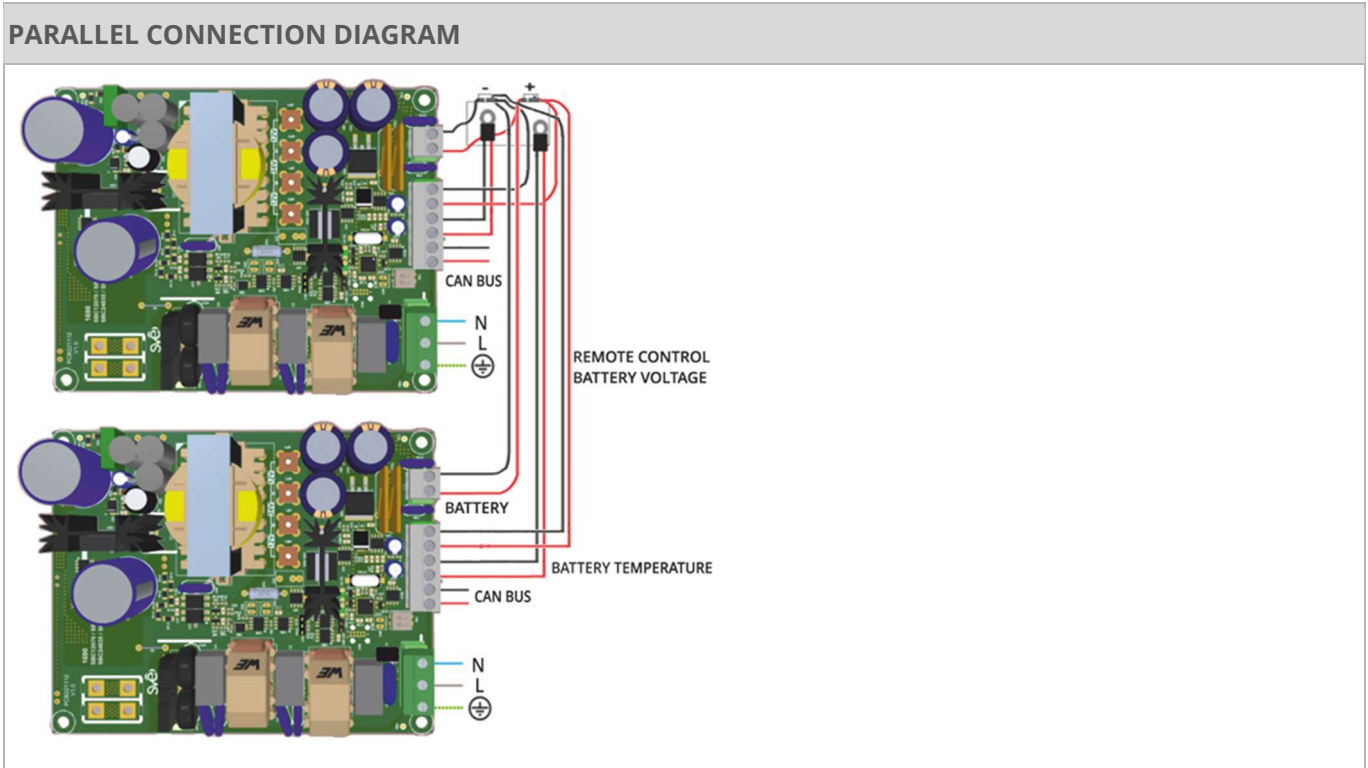 PARALLEL CONNECTION DIAGRAM
- +
CAN BUS
N
L
REMOTE CONTROL
BATTERY VOLTAGE
BATTERY
BATTERY TEMPERATURE
CAN BUS
N
L